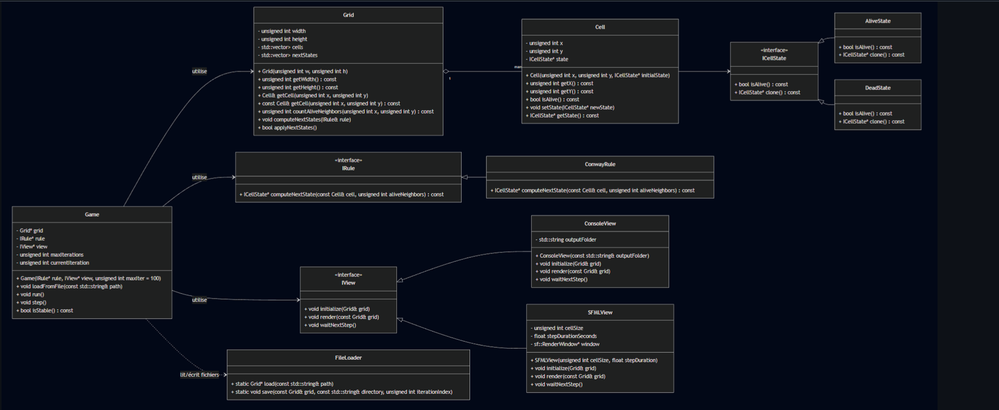 Grid
- unsigned int width
- unsigned int height
- std::vector> cells
- std::vector> nextStates
+ Grid(unsigned int w, unsigned int h)
+ unsigned int getWidth() : const
+ unsigned int getHeight() : const
+ Cell& getCell(unsigned int x, unsigned int y)
+ const Cell& getCell(unsigned int x, unsigned int y) : const
+ unsigned int countAliveNeighbors(unsigned int x, unsigned int y) : const
+ void computeNextStates(IRule& rule)
+ bool applyNextStates()
utilise
1
man
Cell
- unsigned int x
- unsigned int y
- ICellState* state
+ Cell(unsigned int x, unsigned int y, ICellState* initialState)
+ unsigned int getX() : const
+ unsigned int getY() : const
+ bool isAlive() : const
+ void setState(ICellState* newState)
+ ICellState* getState() : const
«interface»
ICellState
+ bool isAlive() : const
+ ICellState* clone() : const
AliveState
+ bool isAlive() : const
+ ICellState* clone() : const
DeadState
+ bool isAlive() : const
+ ICellState* clone() : const
utilise
«interface»
IRule
+ ICellState* computeNextState(const Cell& cell, unsigned int aliveNeighbors) : const
ConwayRule
+ ICellState* computeNextState(const Cell& cell, unsigned int aliveNeighbors) : const
Game
- Grid* grid
- IRule* rule
- IView* view
- unsigned int maxIterations
- unsigned int currentIteration
+ Game(IRule* rule, IView* view, unsigned int maxIter = 100)
+ void loadFromFile(const std::string& path)
+ void run()
+ void step()
+ bool isStable() : const
utilise
«interface»
IView
+ void initialize(Grid& grid)
+ void render(const Grid& grid)
+ void waitNextStep()
ConsoleView
- std::string outputFolder
+ ConsoleView(const std::string& outputFolder)
+ void initialize(Grid& grid)
+ void render(const Grid& grid)
+ void waitNextStep()
SFMLView
- unsigned int cellSize
- float stepDurationSeconds
- sf::RenderWindow* window
+ SFMLView(unsigned int cellSize, float stepDuration)
+ void initialize(Grid& grid)
+ void render(const Grid& grid)
+ void waitNextStep()
lit/écrit fichiers
FileLoader
+ static Grid* load(const std::string& path)
+ static void save(const Grid& grid, const std::string& directory, unsigned int iterationIndex)